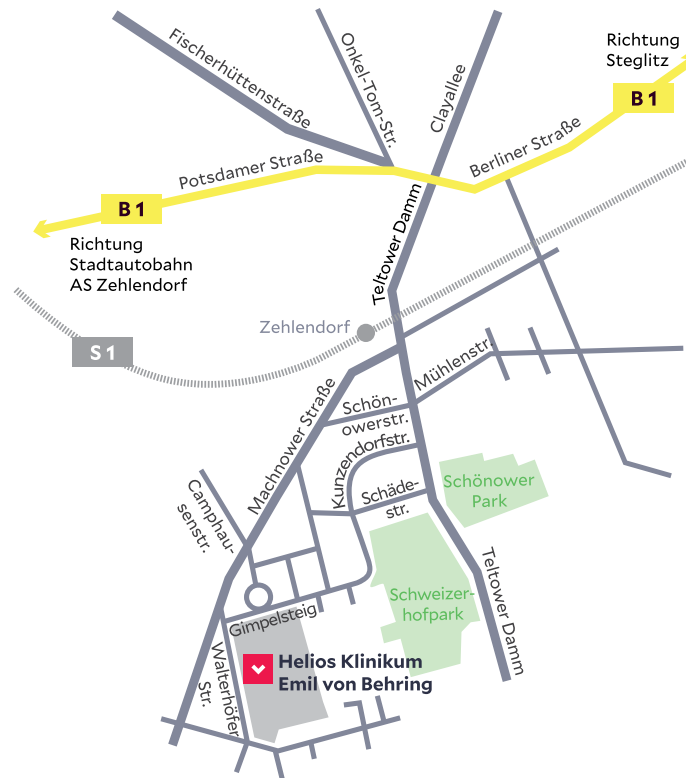 Richtung
Steglitz
B 1
Fischerhüttenstraße
Onkel-Tom-Str.
Clayallee
Berliner Straße
Potsdamer Straße
B 1
Richtung
Stadtautobahn
AS Zehlendorf
Teltower Damm
Zehlendorf
S 1
Mühlenstr.
Schön-
owerstr.
Machnower Straße
Kunzendorfstr.
Schäde-
str.
Schönower
Park
Camphau-
senstr.
Teltower Damm
Schweizer-
hofpark
Gimpelsteig
Walterhöfer
Str.
Helios Klinikum
Emil von Behring